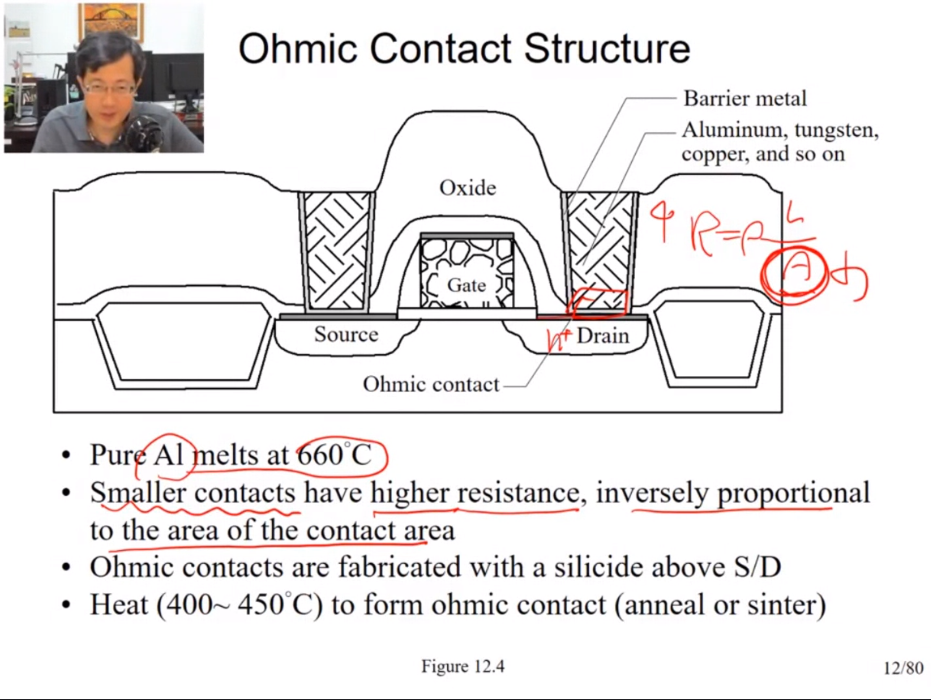 Ohmic Contact Structure
Barrier metal
Aluminum, tungsten,
copper, and so on
Oxide
R=ρ L
A
Gate
Source
n+ Drain
Ohmic contact
• Pure Al melts at 660°C
• Smaller contacts have higher resistance, inversely proportional
to the area of the contact area
• Ohmic contacts are fabricated with a silicide above S/D
• Heat (400~ 450°C) to form ohmic contact (anneal or sinter)
Figure 12.4
12/80